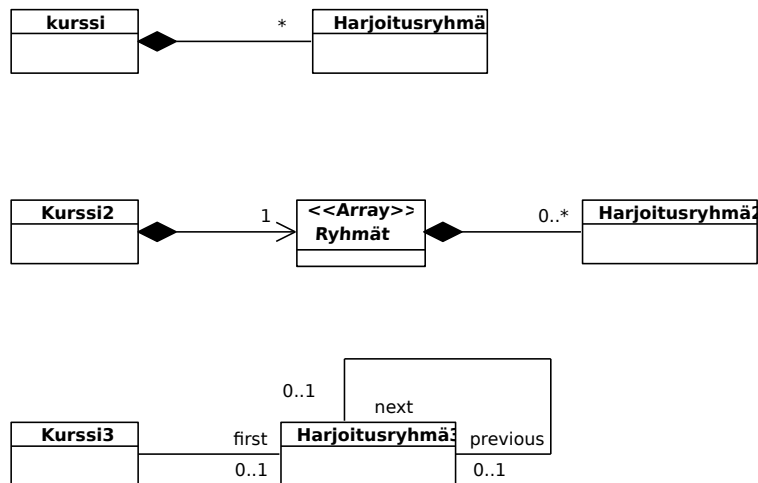 kurssi
*
Harjoitusryhmä
Kurssi2
1
<<Array>>
Ryhmät
0..*
Harjoitusryhmä2
0..1
next
Kurssi3
first
Harjoitusryhmä3
previous
0..1
0..1